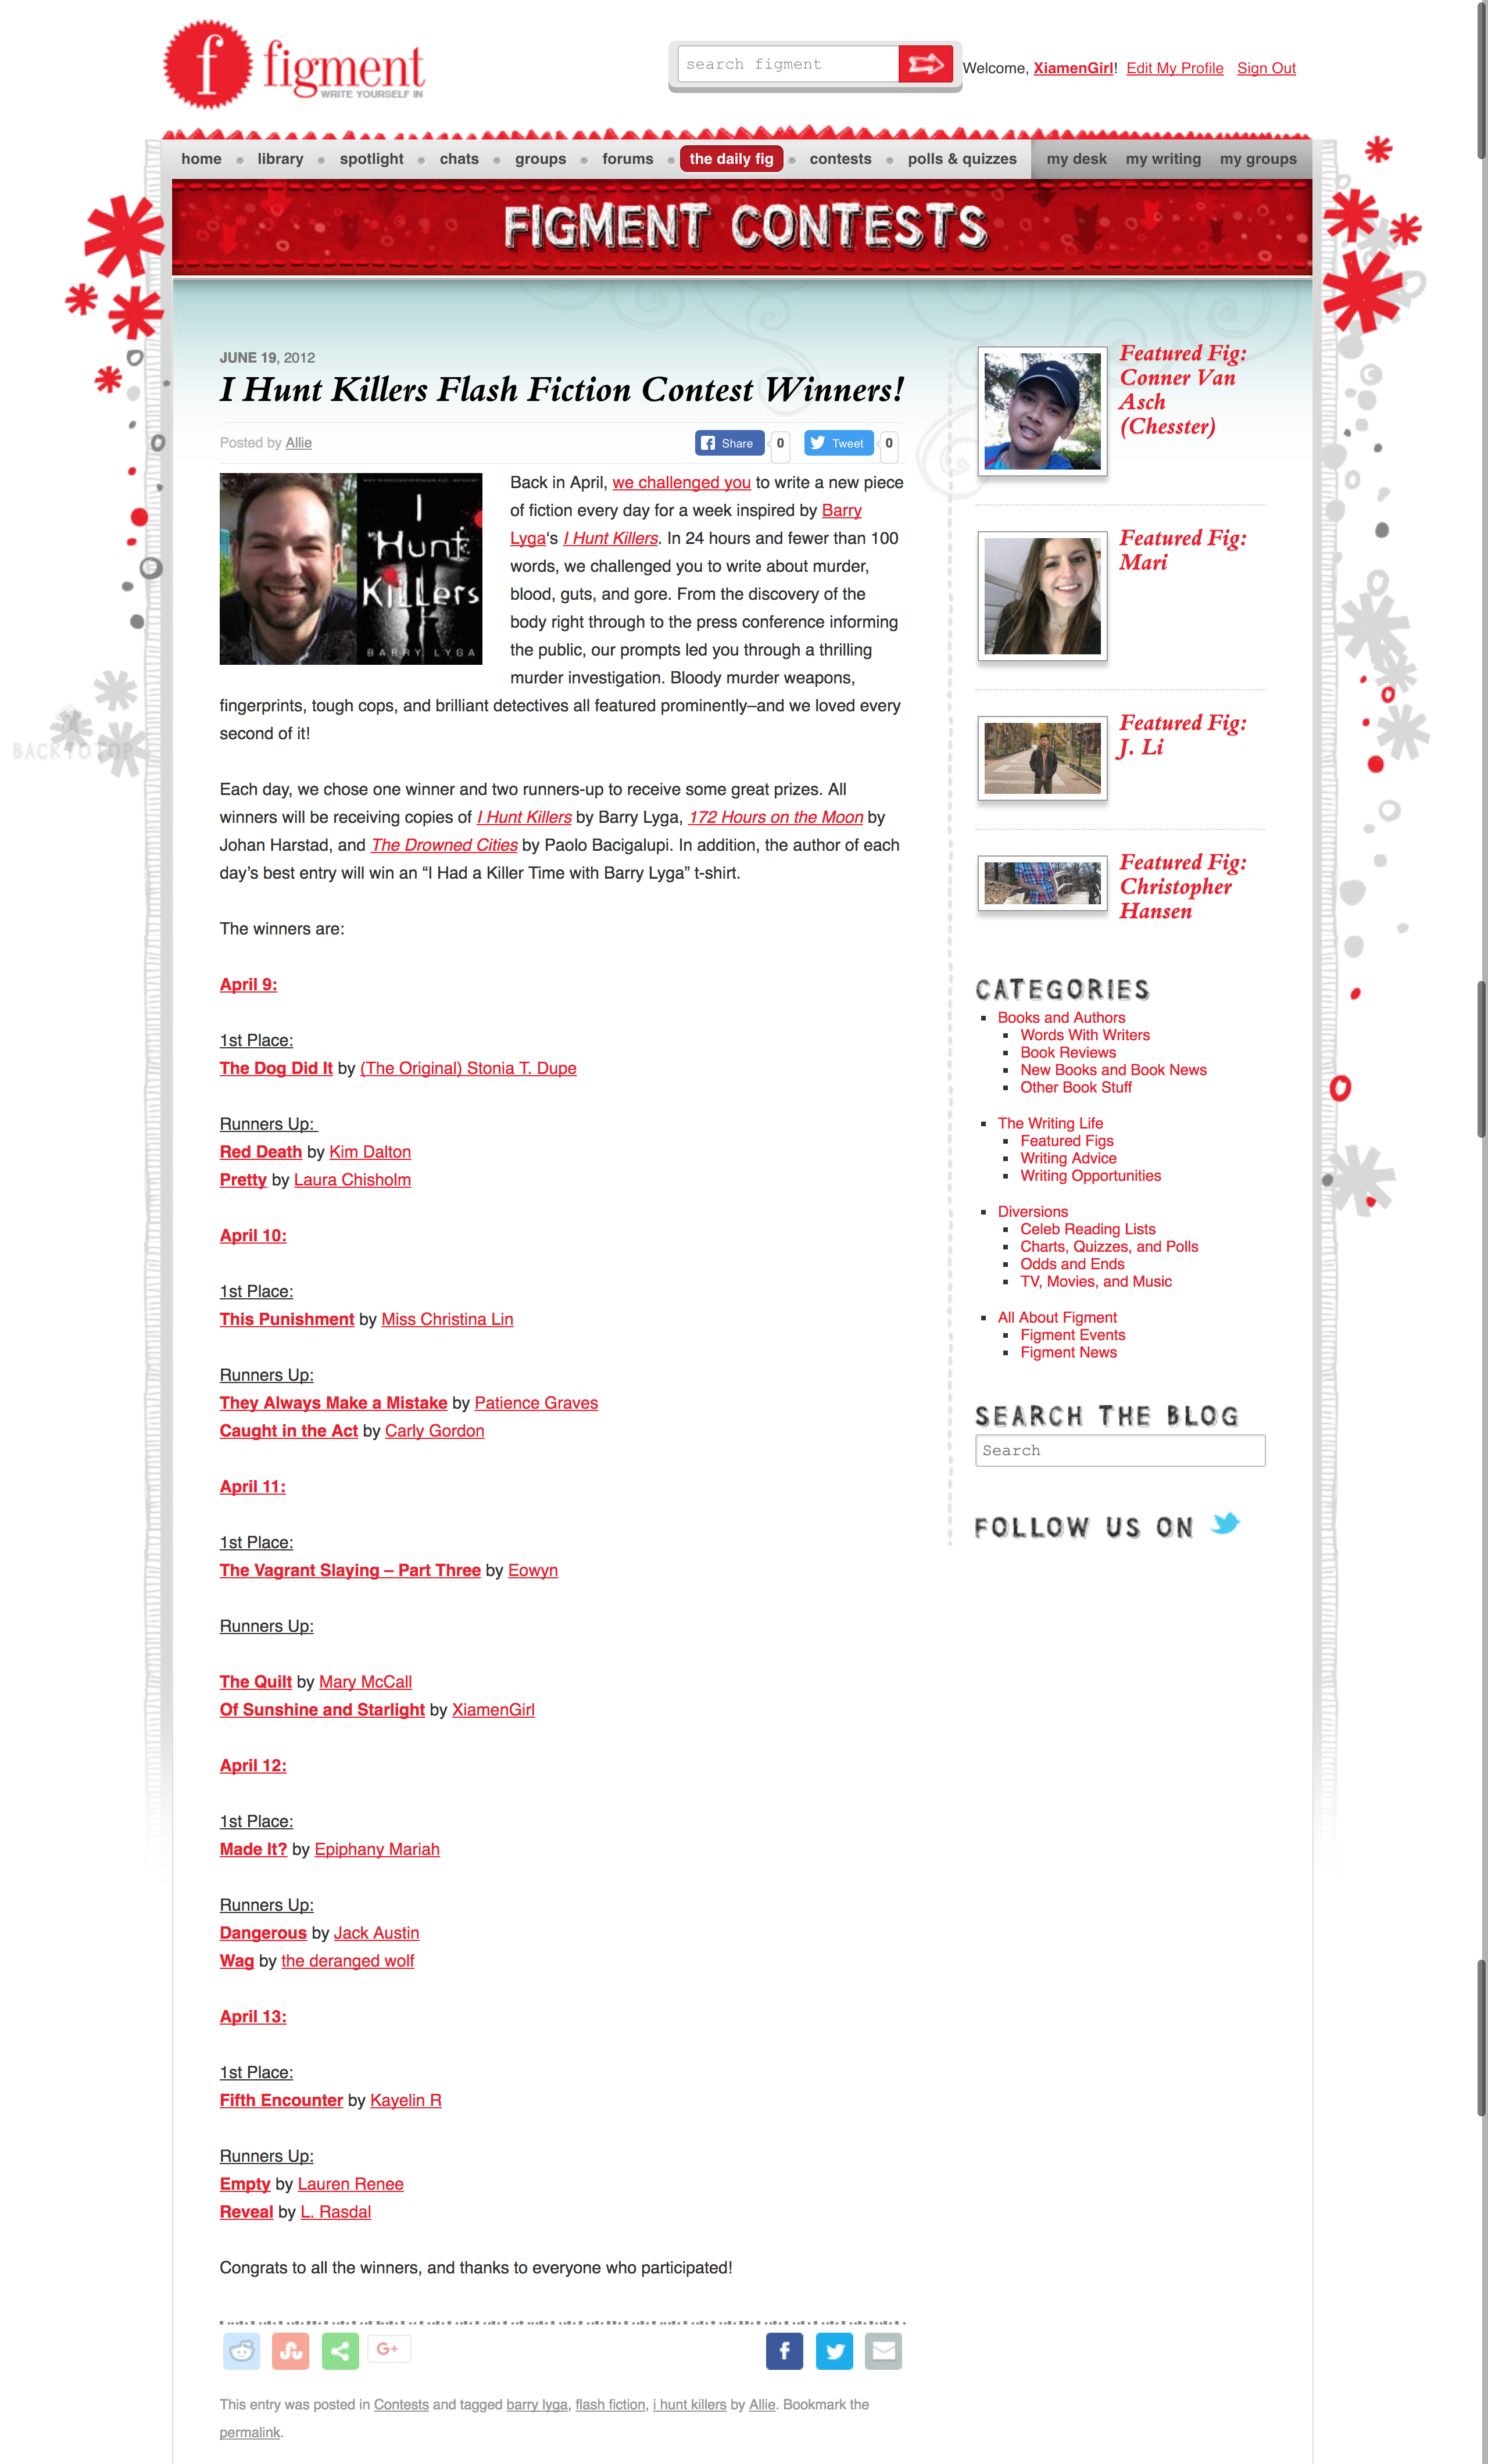 f figment
WRITE YOURSELF IN
search figment
Welcome, XiamenGirl! Edit My Profile Sign Out
home library spotlight chats groups forums the daily fig contests polls & quizzes my desk my writing my groups
FIGMENT CONTESTS
JUNE 19, 2012
I Hunt Killers Flash Fiction Contest Winners!
Posted by Allie
Share 0 Tweet 0
I
Hunt
Killers
BARRY LYGA
Back in April, we challenged you to write a new piece
of fiction every day for a week inspired by Barry
Lyga‘s I Hunt Killers. In 24 hours and fewer than 100
words, we challenged you to write about murder,
blood, guts, and gore. From the discovery of the
body right through to the press conference informing
the public, our prompts led you through a thrilling
murder investigation. Bloody murder weapons,
fingerprints, tough cops, and brilliant detectives all featured prominently–and we loved every
second of it!
Each day, we chose one winner and two runners-up to receive some great prizes. All
winners will be receiving copies of I Hunt Killers by Barry Lyga, 172 Hours on the Moon by
Johan Harstad, and The Drowned Cities by Paolo Bacigalupi. In addition, the author of each
day’s best entry will win an “I Had a Killer Time with Barry Lyga” t-shirt.
The winners are:
April 9:
1st Place:
The Dog Did It by (The Original) Stonia T. Dupe
Runners Up:
Red Death by Kim Dalton
Pretty by Laura Chisholm
April 10:
1st Place:
This Punishment by Miss Christina Lin
Runners Up:
They Always Make a Mistake by Patience Graves
Caught in the Act by Carly Gordon
April 11:
1st Place:
The Vagrant Slaying – Part Three by Eowyn
Runners Up:
The Quilt by Mary McCall
Of Sunshine and Starlight by XiamenGirl
April 12:
1st Place:
Made It? by Epiphany Mariah
Runners Up:
Dangerous by Jack Austin
Wag by the deranged wolf
April 13:
1st Place:
Fifth Encounter by Kayelin R
Runners Up:
Empty by Lauren Renee
Reveal by L. Rasdal
Congrats to all the winners, and thanks to everyone who participated!
G+
f
This entry was posted in Contests and tagged barry lyga, flash fiction, i hunt killers by Allie. Bookmark the
permalink.
Featured Fig:
Conner Van
Asch
(Chesster)
Featured Fig:
Mari
Featured Fig:
J. Li
Featured Fig:
Christopher
Hansen
CATEGORIES
Books and Authors
Words With Writers
Book Reviews
New Books and Book News
Other Book Stuff
The Writing Life
Featured Figs
Writing Advice
Writing Opportunities
Diversions
Celeb Reading Lists
Charts, Quizzes, and Polls
Odds and Ends
TV, Movies, and Music
All About Figment
Figment Events
Figment News
SEARCH THE BLOG
Search
FOLLOW US ON
BACK TO TOP